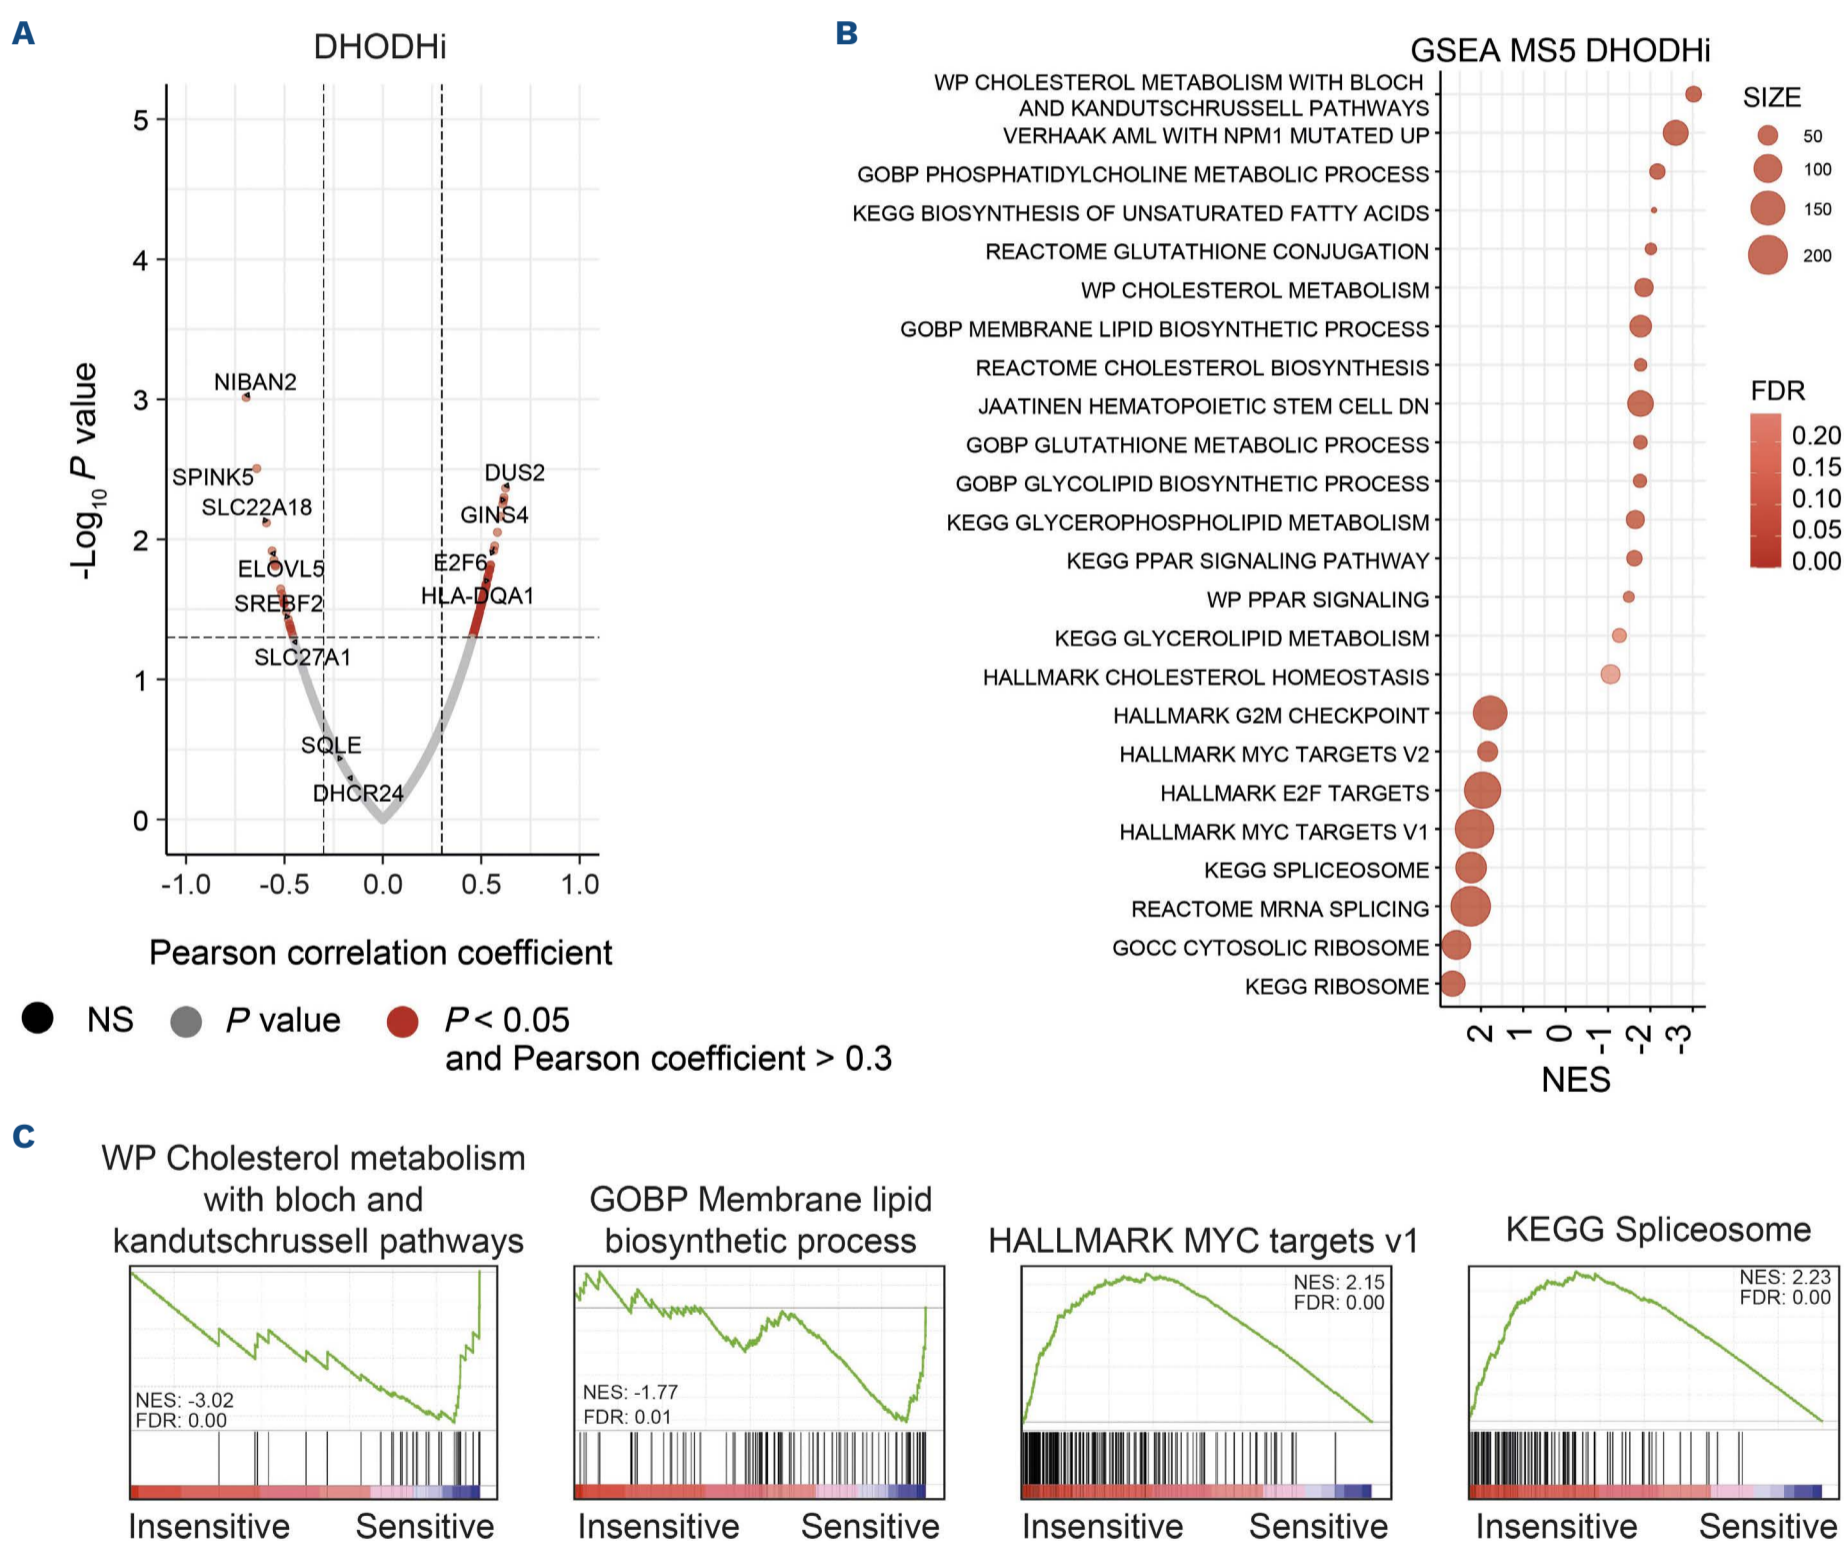 A
DHODHi
5
4
3
2
1
0
-Log10 P value
NIBAN2
SPINK5
SLC22A18
ELOVL5
SREBF2
SLC27A1
SQLE
DHCR24
DUS2
GINS4
E2F6
HLA-DQA1
-1.0 -0.5 0.0 0.5 1.0
Pearson correlation coefficient
NS P value P < 0.05
and Pearson coefficient > 0.3
B
GSEA MS5 DHODHi
WP CHOLESTEROL METABOLISM WITH BLOCH
AND KANDUTSCHRUSSELL PATHWAYS
VERHAAK AML WITH NPM1 MUTATED UP
GOBP PHOSPHATIDYLCHOLINE METABOLIC PROCESS
KEGG BIOSYNTHESIS OF UNSATURATED FATTY ACIDS
REACTOME GLUTATHIONE CONJUGATION
WP CHOLESTEROL METABOLISM
GOBP MEMBRANE LIPID BIOSYNTHETIC PROCESS
REACTOME CHOLESTEROL BIOSYNTHESIS
JAATINEN HEMATOPOIETIC STEM CELL DN
GOBP GLUTATHIONE METABOLIC PROCESS
GOBP GLYCOLIPID BIOSYNTHETIC PROCESS
KEGG GLYCEROPHOSPHOLIPID METABOLISM
KEGG PPAR SIGNALING PATHWAY
WP PPAR SIGNALING
KEGG GLYCEROLIPID METABOLISM
HALLMARK CHOLESTEROL HOMEOSTASIS
HALLMARK G2M CHECKPOINT
HALLMARK MYC TARGETS V2
HALLMARK E2F TARGETS
HALLMARK MYC TARGETS V1
KEGG SPLICEOSOME
REACTOME MRNA SPLICING
GOCC CYTOSOLIC RIBOSOME
KEGG RIBOSOME
2 1 0 -1 -2 -3
NES
SIZE
50
100
150
200
FDR
0.20
0.15
0.10
0.05
0.00
C
WP Cholesterol metabolism
with bloch and
kandutschrussell pathways
NES: -3.02
FDR: 0.00
Insensitive Sensitive
GOBP Membrane lipid
biosynthetic process
NES: -1.77
FDR: 0.01
Insensitive Sensitive
HALLMARK MYC targets v1
NES: 2.15
FDR: 0.00
Insensitive Sensitive
KEGG Spliceosome
NES: 2.23
FDR: 0.00
Insensitive Sensitive